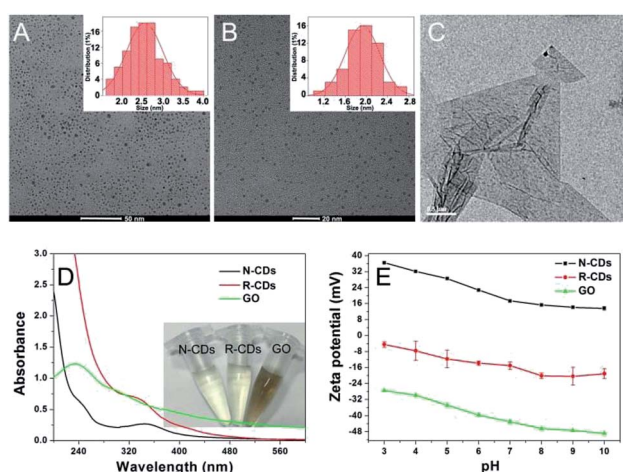 A
Distribution (1%)
16
12
8
4
0
2.0 2.5 3.0 3.5 4.0
Size (nm)
50 nm
B
Distribution (1%)
16
12
8
4
0
1.2 1.6 2.0 2.4 2.8
Size (nm)
20 nm
C
D
N-CDs
R-CDs
GO
N-CDs R-CDs GO
3.0
2.5
2.0
1.5
1.0
0.5
0.0
Absorbance
240 320 400 480 560
Wavelength (nm)
E
N-CDs
R-CDs
GO
40
32
24
16
8
0
-8
-16
-24
-32
-40
-48
Zeta potential (mV)
3 4 5 6 7 8 9 10
pH